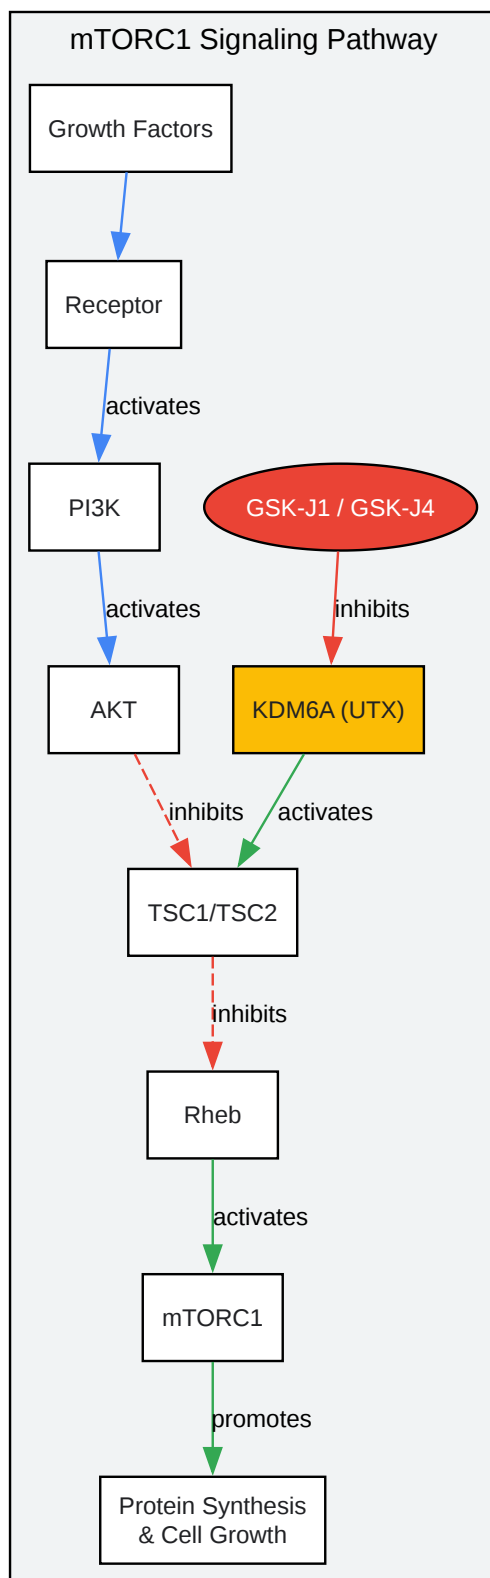 mTORC1 Signaling Pathway
Growth Factors
Receptor
activates
PI3K
GSK-J1 / GSK-J4
activates
inhibits
AKT
KDM6A (UTX)
inhibits
activates
TSC1/TSC2
inhibits
Rheb
activates
mTORC1
promotes
Protein Synthesis
& Cell Growth